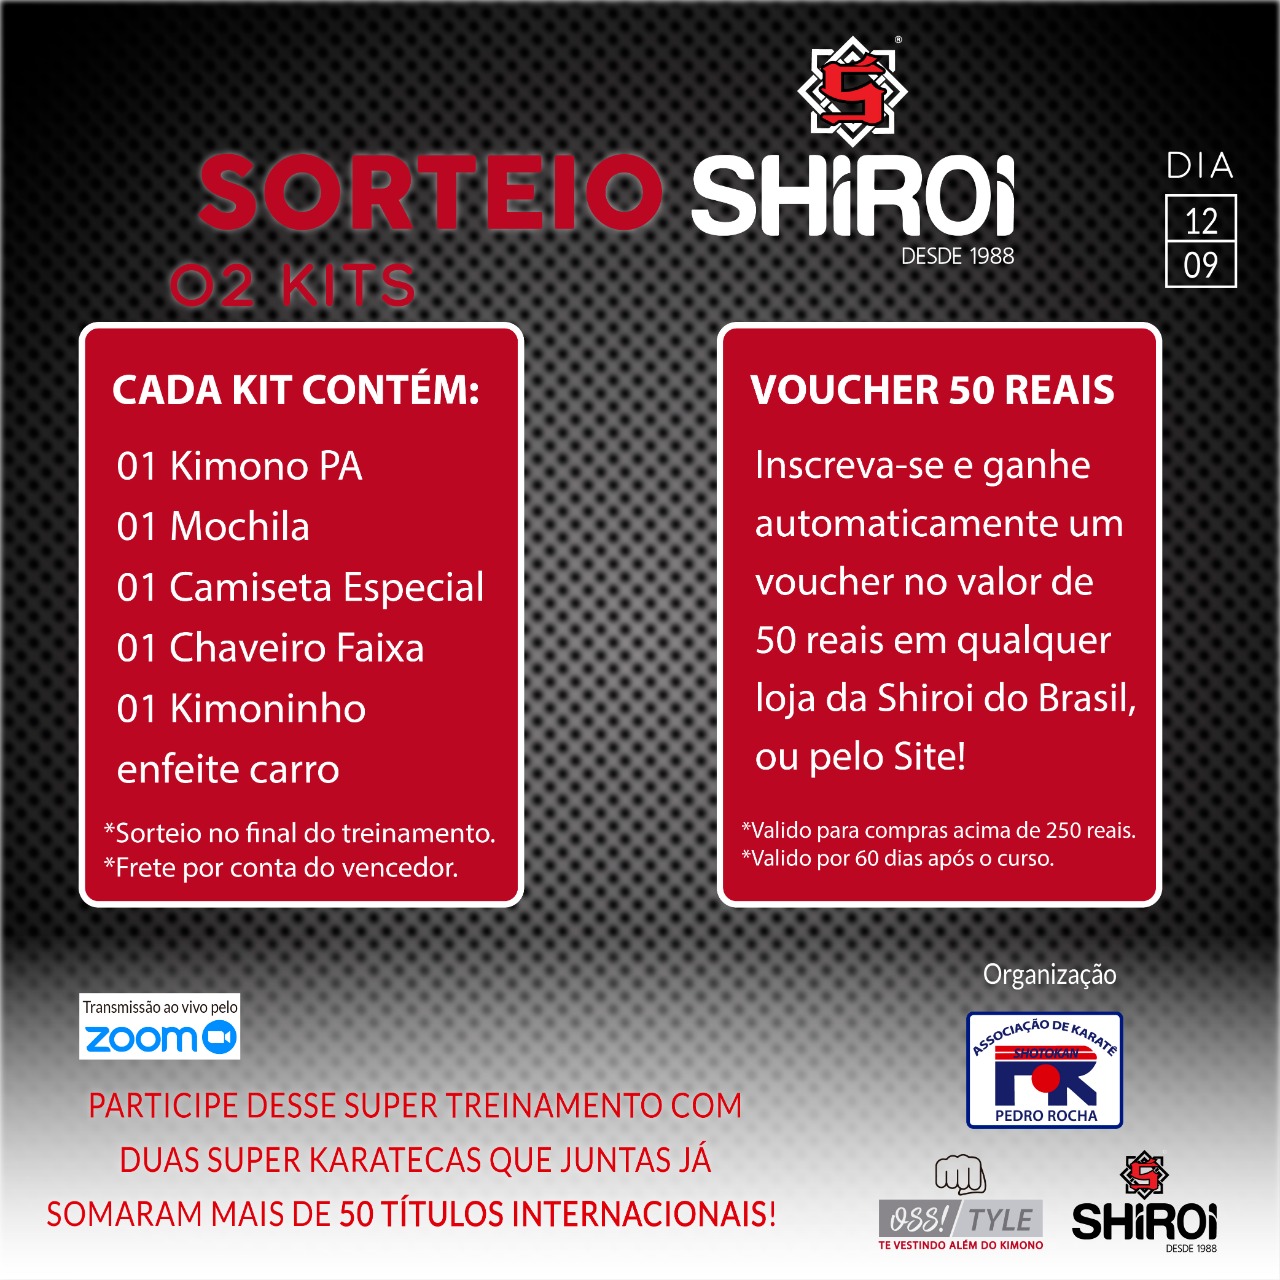 SORTEIO
02 KITS
S
®
SHiROi
DESDE 1988
DIA
12
09
CADA KIT CONTÉM:
01 Kimono PA
01 Mochila
01 Camiseta Especial
01 Chaveiro Faixa
01 Kimoninho
enfeite carro
*Sorteio no final do treinamento.
*Frete por conta do vencedor.
VOUCHER 50 REAIS
Inscreva-se e ganhe
automaticamente um
voucher no valor de
50 reais em qualquer
loja da Shiroi do Brasil,
ou pelo Site!
*Valido para compras acima de 250 reais.
*Valido por 60 dias após o curso.
Transmissão ao vivo pelo
zoom
PARTICIPE DESSE SUPER TREINAMENTO COM
DUAS SUPER KARATECAS QUE JUNTAS JÁ
SOMARAM MAIS DE 50 TÍTULOS INTERNACIONAIS!
Organização
ASSOCIAÇÃO DE KARATÊ
SHOTOKAN
PR
PEDRO ROCHA
OSS! TYLE
TE VESTINDO ALÉM DO KIMONO
S
SHiROi
DESDE 1988